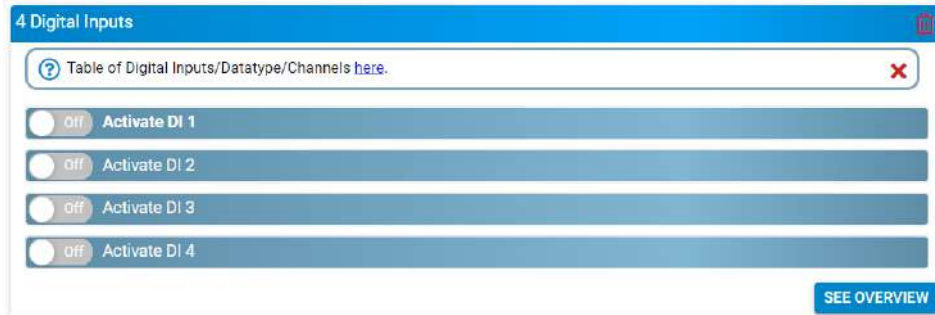 4 Digital Inputs
Table of Digital Inputs/Datatype/Channels here.
Off Activate DI 1
Off Activate DI 2
Off Activate DI 3
Off Activate DI 4
SEE OVERVIEW